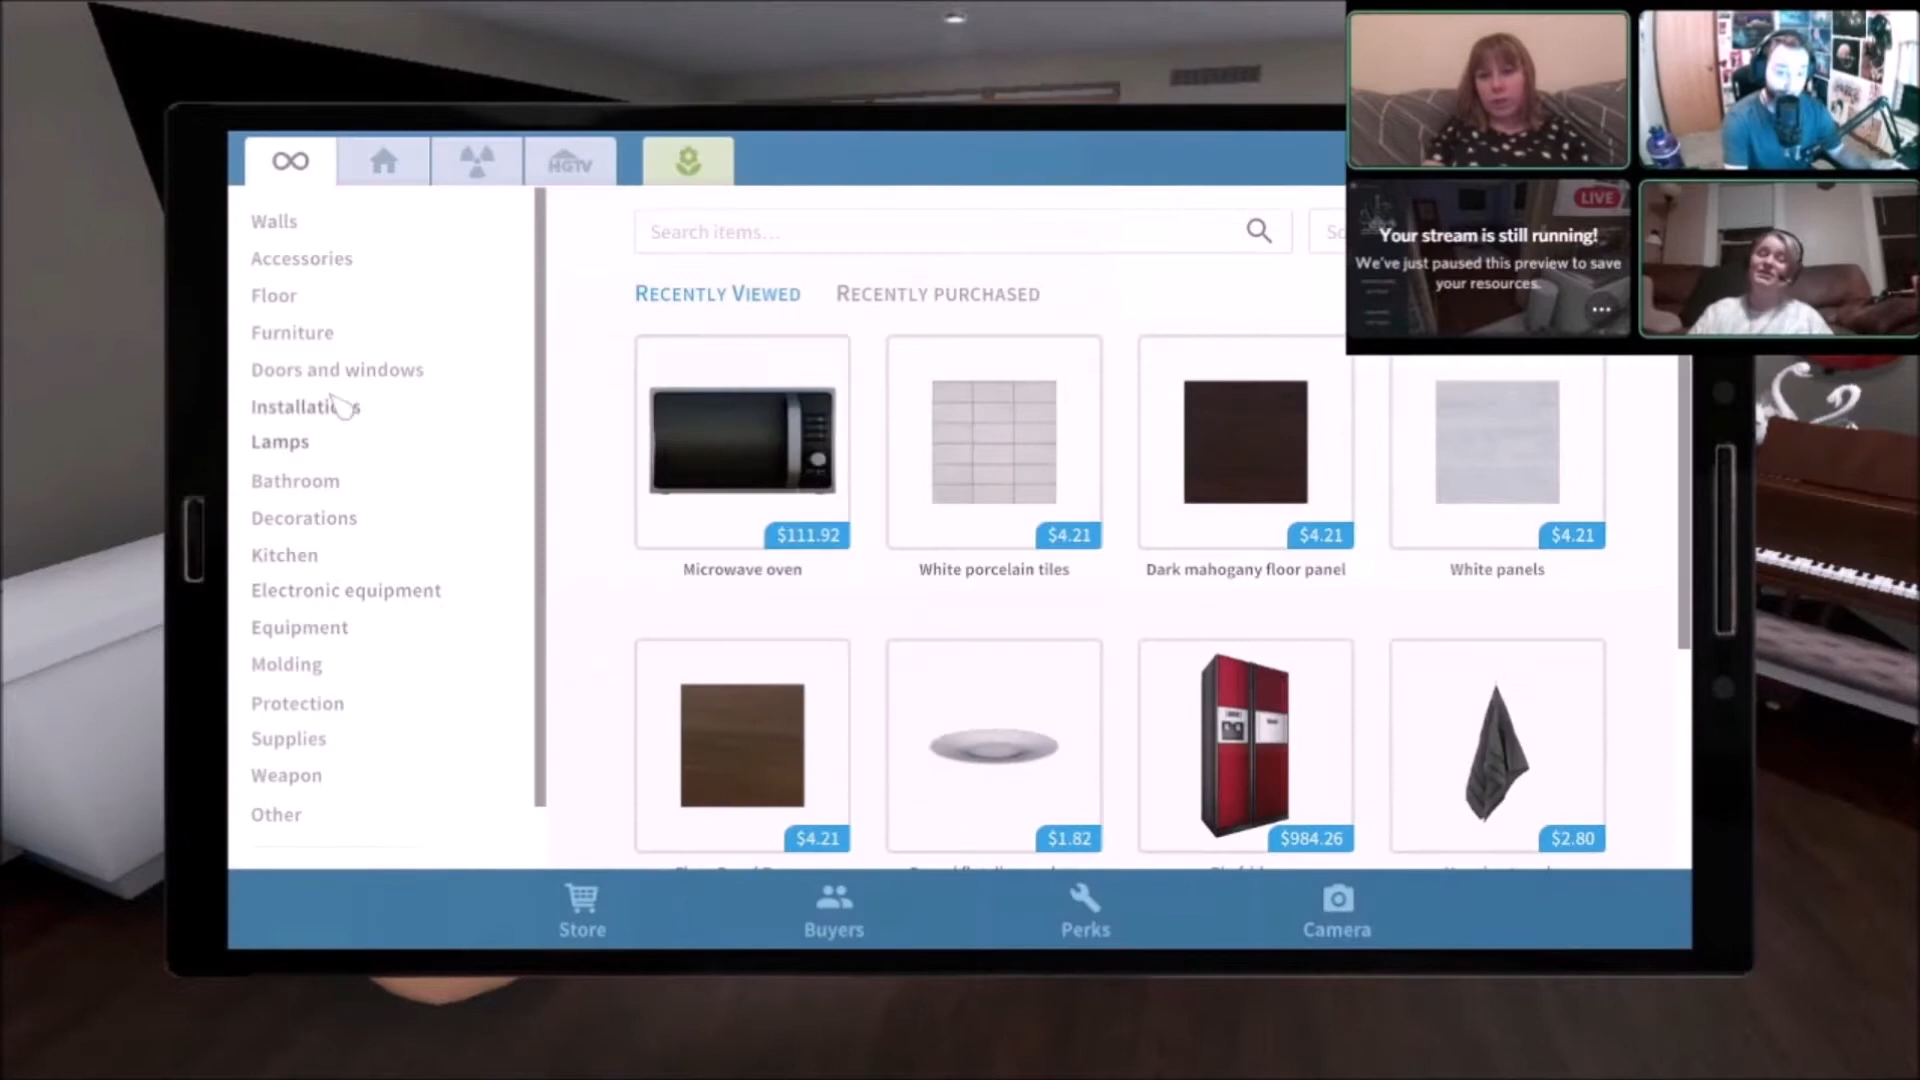 HGTV
Walls
Accessories
Floor
Furniture
Doors and windows
Installations
Lamps
Bathroom
Decorations
Kitchen
Electronic equipment
Equipment
Molding
Protection
Supplies
Weapon
Other
Search items...
LIVE
Your stream is still running!
We've just paused this preview to save
your resources.
RECENTLY VIEWED
RECENTLY PURCHASED
$111.92
$4.21
$4.21
$4.21
Microwave oven
White porcelain tiles
Dark mahogany floor panel
White panels
$4.21
$1.82
$984.26
$2.80
Store
Buyers
Perks
Camera